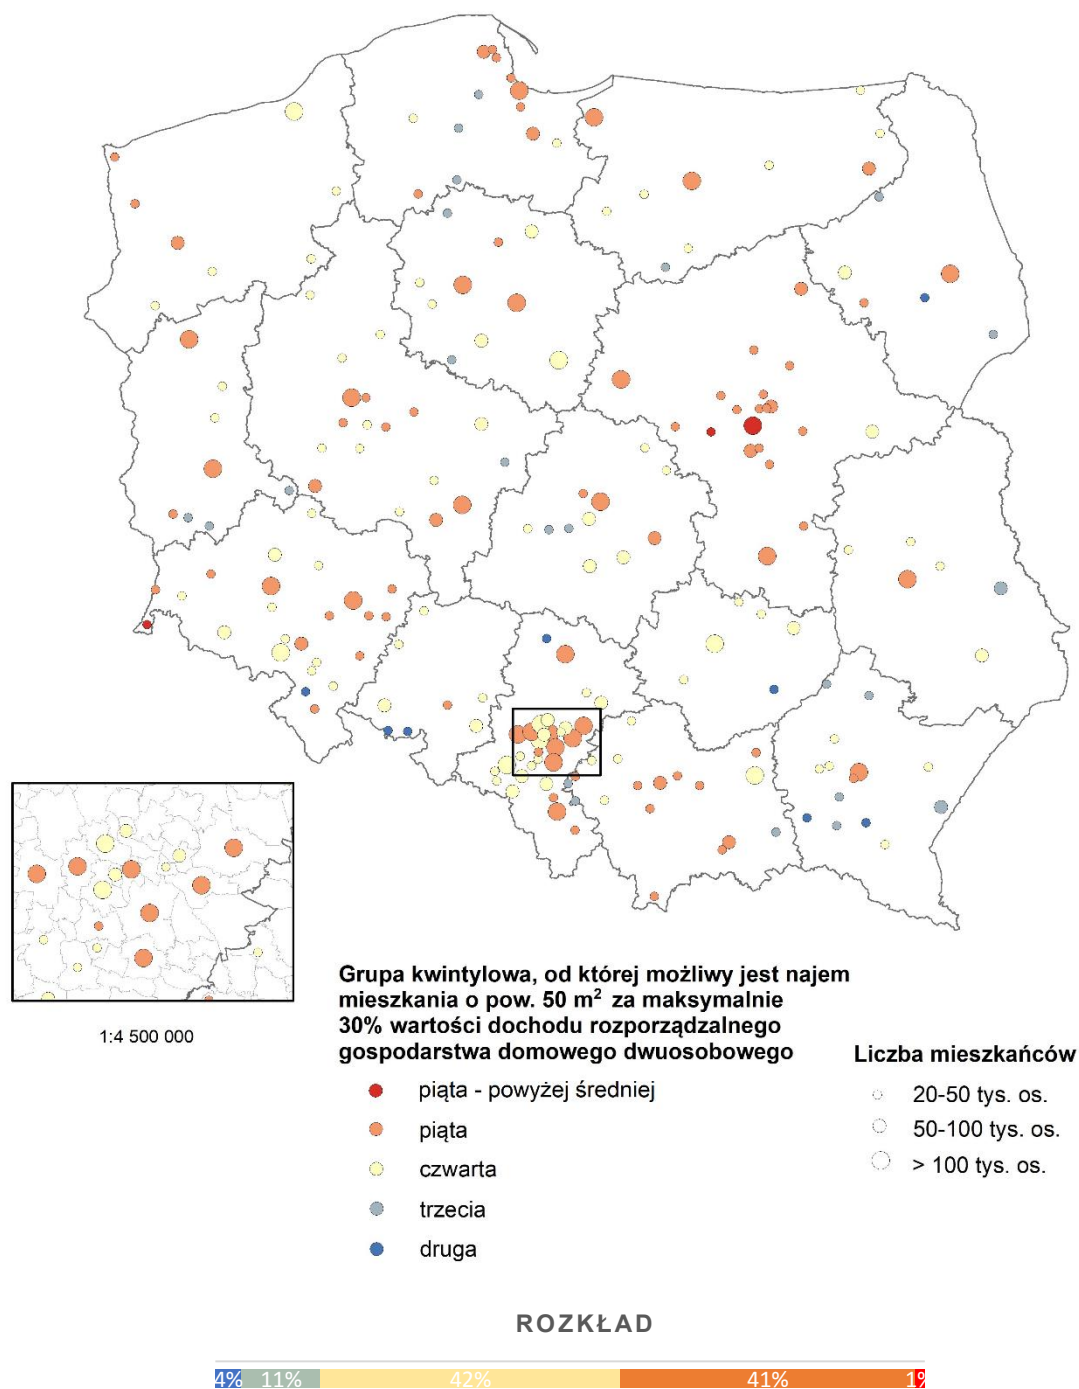 1:4 500 000
Grupa kwintylowa, od której możliwy jest najem
mieszkania o pow. 50 m² za maksymalnie
30% wartości dochodu rozporządzalnego
gospodarstwa domowego dwuosobowego
piąta - powyżej średniej
piąta
czwarta
trzecia
druga
Liczba mieszkańców
20-50 tys. os.
50-100 tys. os.
> 100 tys. os.
ROZKŁAD
4% 11% 42% 41% 1%